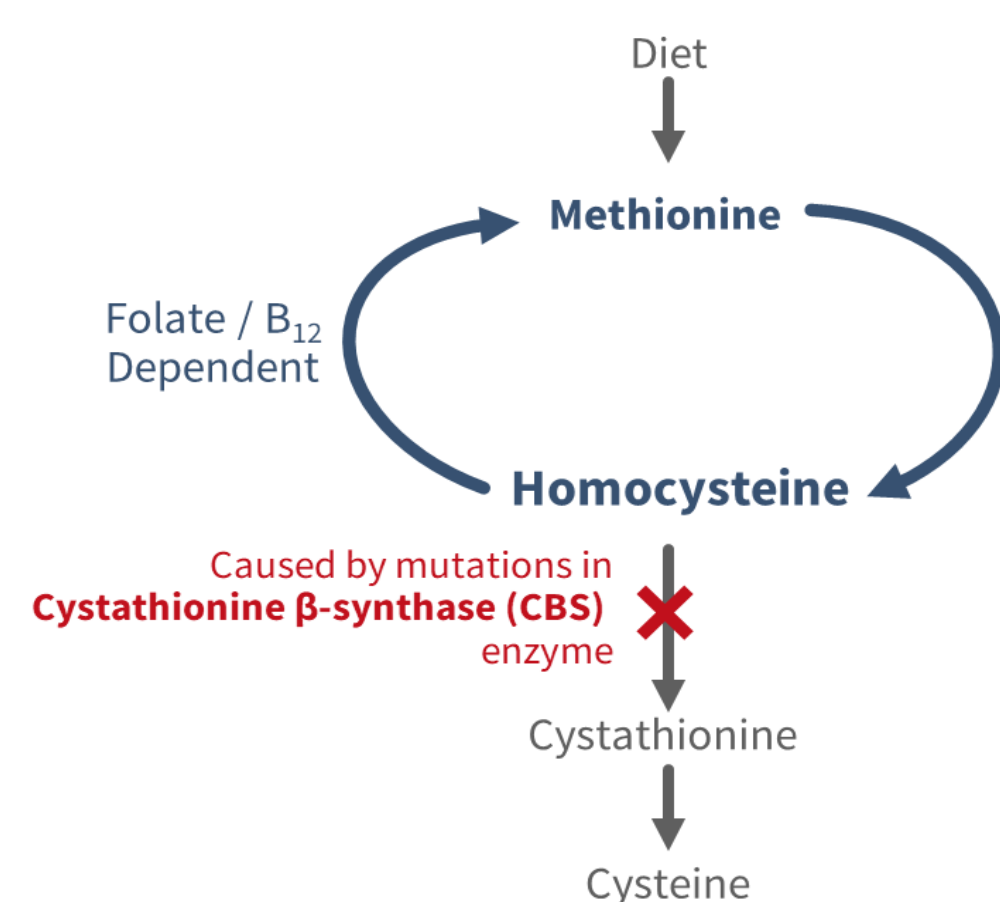 Diet
Methionine
Folate / B₁₂
Dependent
Homocysteine
Caused by mutations in
Cystathionine β-synthase (CBS)
enzyme
Cystathionine
Cysteine